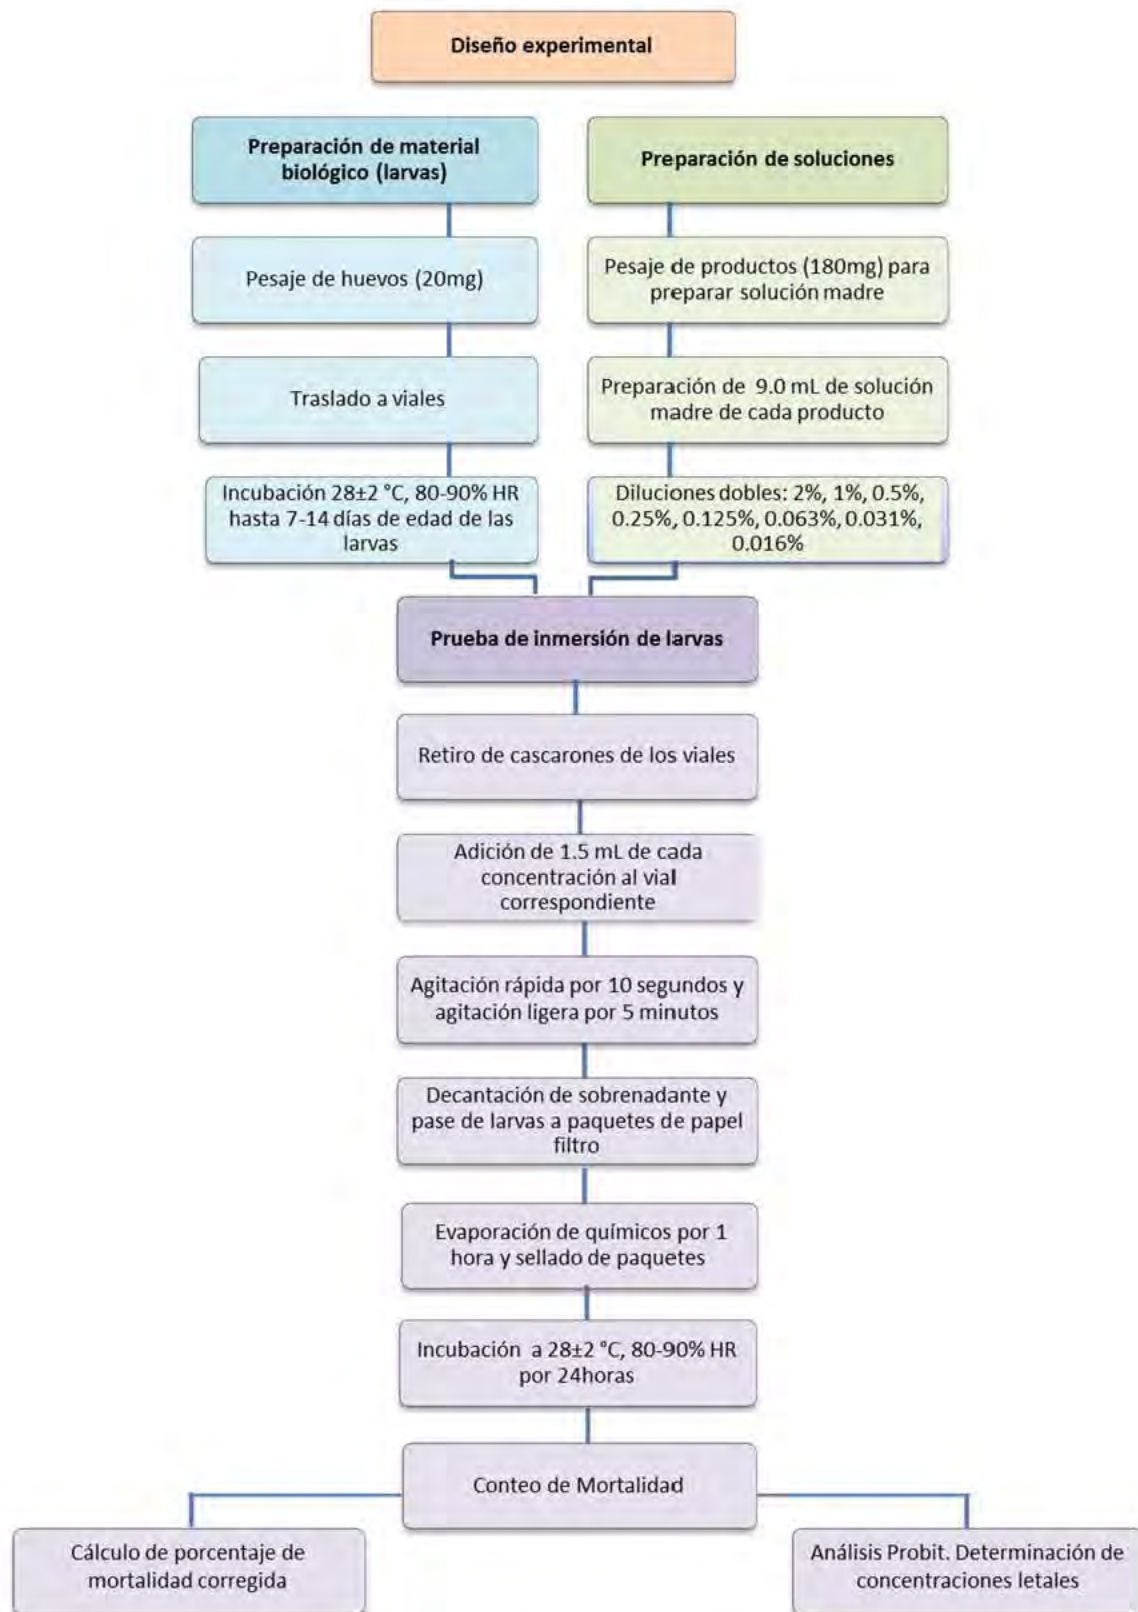 Diseño experimental
Preparación de material
biológico (larvas)
Pesaje de huevos (20mg)
Traslado a viales
Incubación 28±2 °C, 80-90% HR
hasta 7-14 días de edad de las
larvas
Preparación de soluciones
Pesaje de productos (180mg) para
preparar solución madre
Preparación de 9.0 mL de solución
madre de cada producto
Diluciones dobles: 2%, 1%, 0.5%,
0.25%, 0.125%, 0.063%, 0.031%,
0.016%
Prueba de inmersión de larvas
Retiro de cascarones de los viales
Adición de 1.5 mL de cada
concentración al vial
correspondiente
Agitación rápida por 10 segundos y
agitación ligera por 5 minutos
Decantación de sobrenadante y
pase de larvas a paquetes de papel
filtro
Evaporación de químicos por 1
hora y sellado de paquetes
Incubación a 28±2 °C, 80-90% HR
por 24horas
Conteo de Mortalidad
Cálculo de porcentaje de
mortalidad corregida
Análisis Probit. Determinación de
concentraciones letales